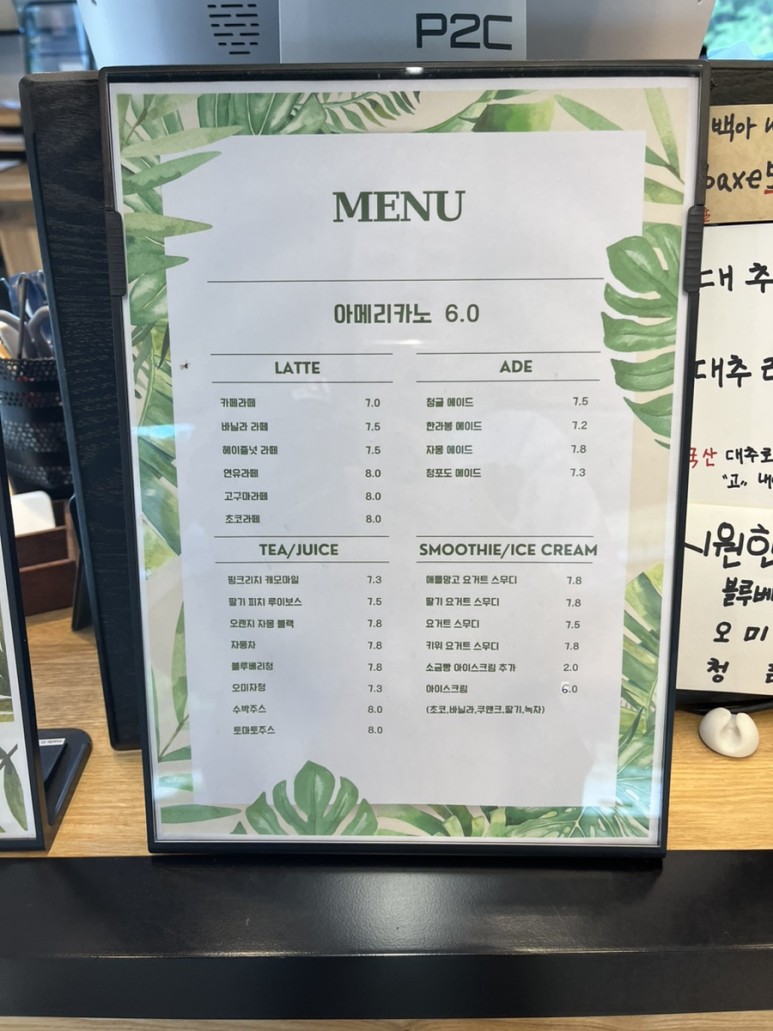 P2C
MENU
아메리카노 6.0
LATTE
카페라떼 7.0
바닐라 라떼 7.5
헤이즐넛 라떼 7.5
연유라떼 8.0
고구마라떼 8.0
초코라떼 8.0
ADE
정글 에이드 7.5
한라봉 에이드 7.2
자몽 에이드 7.8
청포도 에이드 7.3
TEA/JUICE
핑크리치 캐모마일 7.3
딸기 피치 루이보스 7.5
오렌지 자몽 블랙 7.8
자몽차 7.8
블루베리청 7.8
오미자청 7.3
수박주스 8.0
토마토주스 8.0
SMOOTHIE/ICE CREAM
애플망고 요거트 스무디 7.8
딸기 요거트 스무디 7.8
요거트 스무디 7.5
키위 요거트 스무디 7.8
소금빵 아이스크림 추가 2.0
아이스크림 6.0
(초코,바닐라,쿠앤크,딸기,녹차)
백아
대추
대추
국산 대추로
시원한
블루베
오미
청